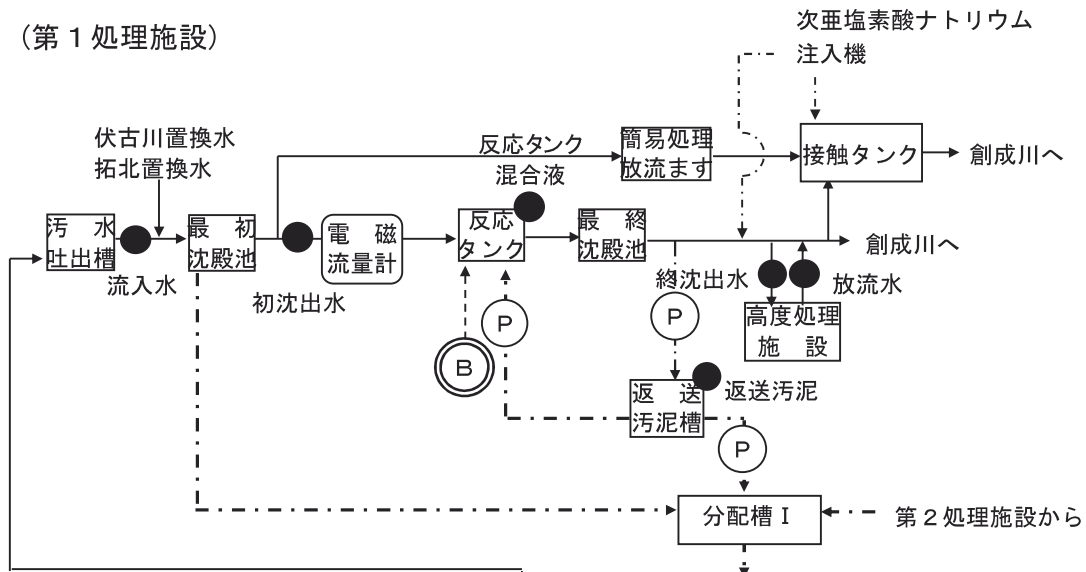 （第１処理施設）
次亜塩素酸ナトリウム
注入機
伏古川置換水
拓北置換水
反応タンク
混合液
簡易処理
放流ます
接触タンク
創成川へ
汚　水
吐出槽
流入水
最　初
沈殿池
初沈出水
電　磁
流量計
反応
タンク
最　終
沈殿池
創成川へ
終沈出水
放流水
高度処理
施　設
P
P
B
返　送
汚泥槽
返送汚泥
P
分配槽Ⅰ
第２処理施設から